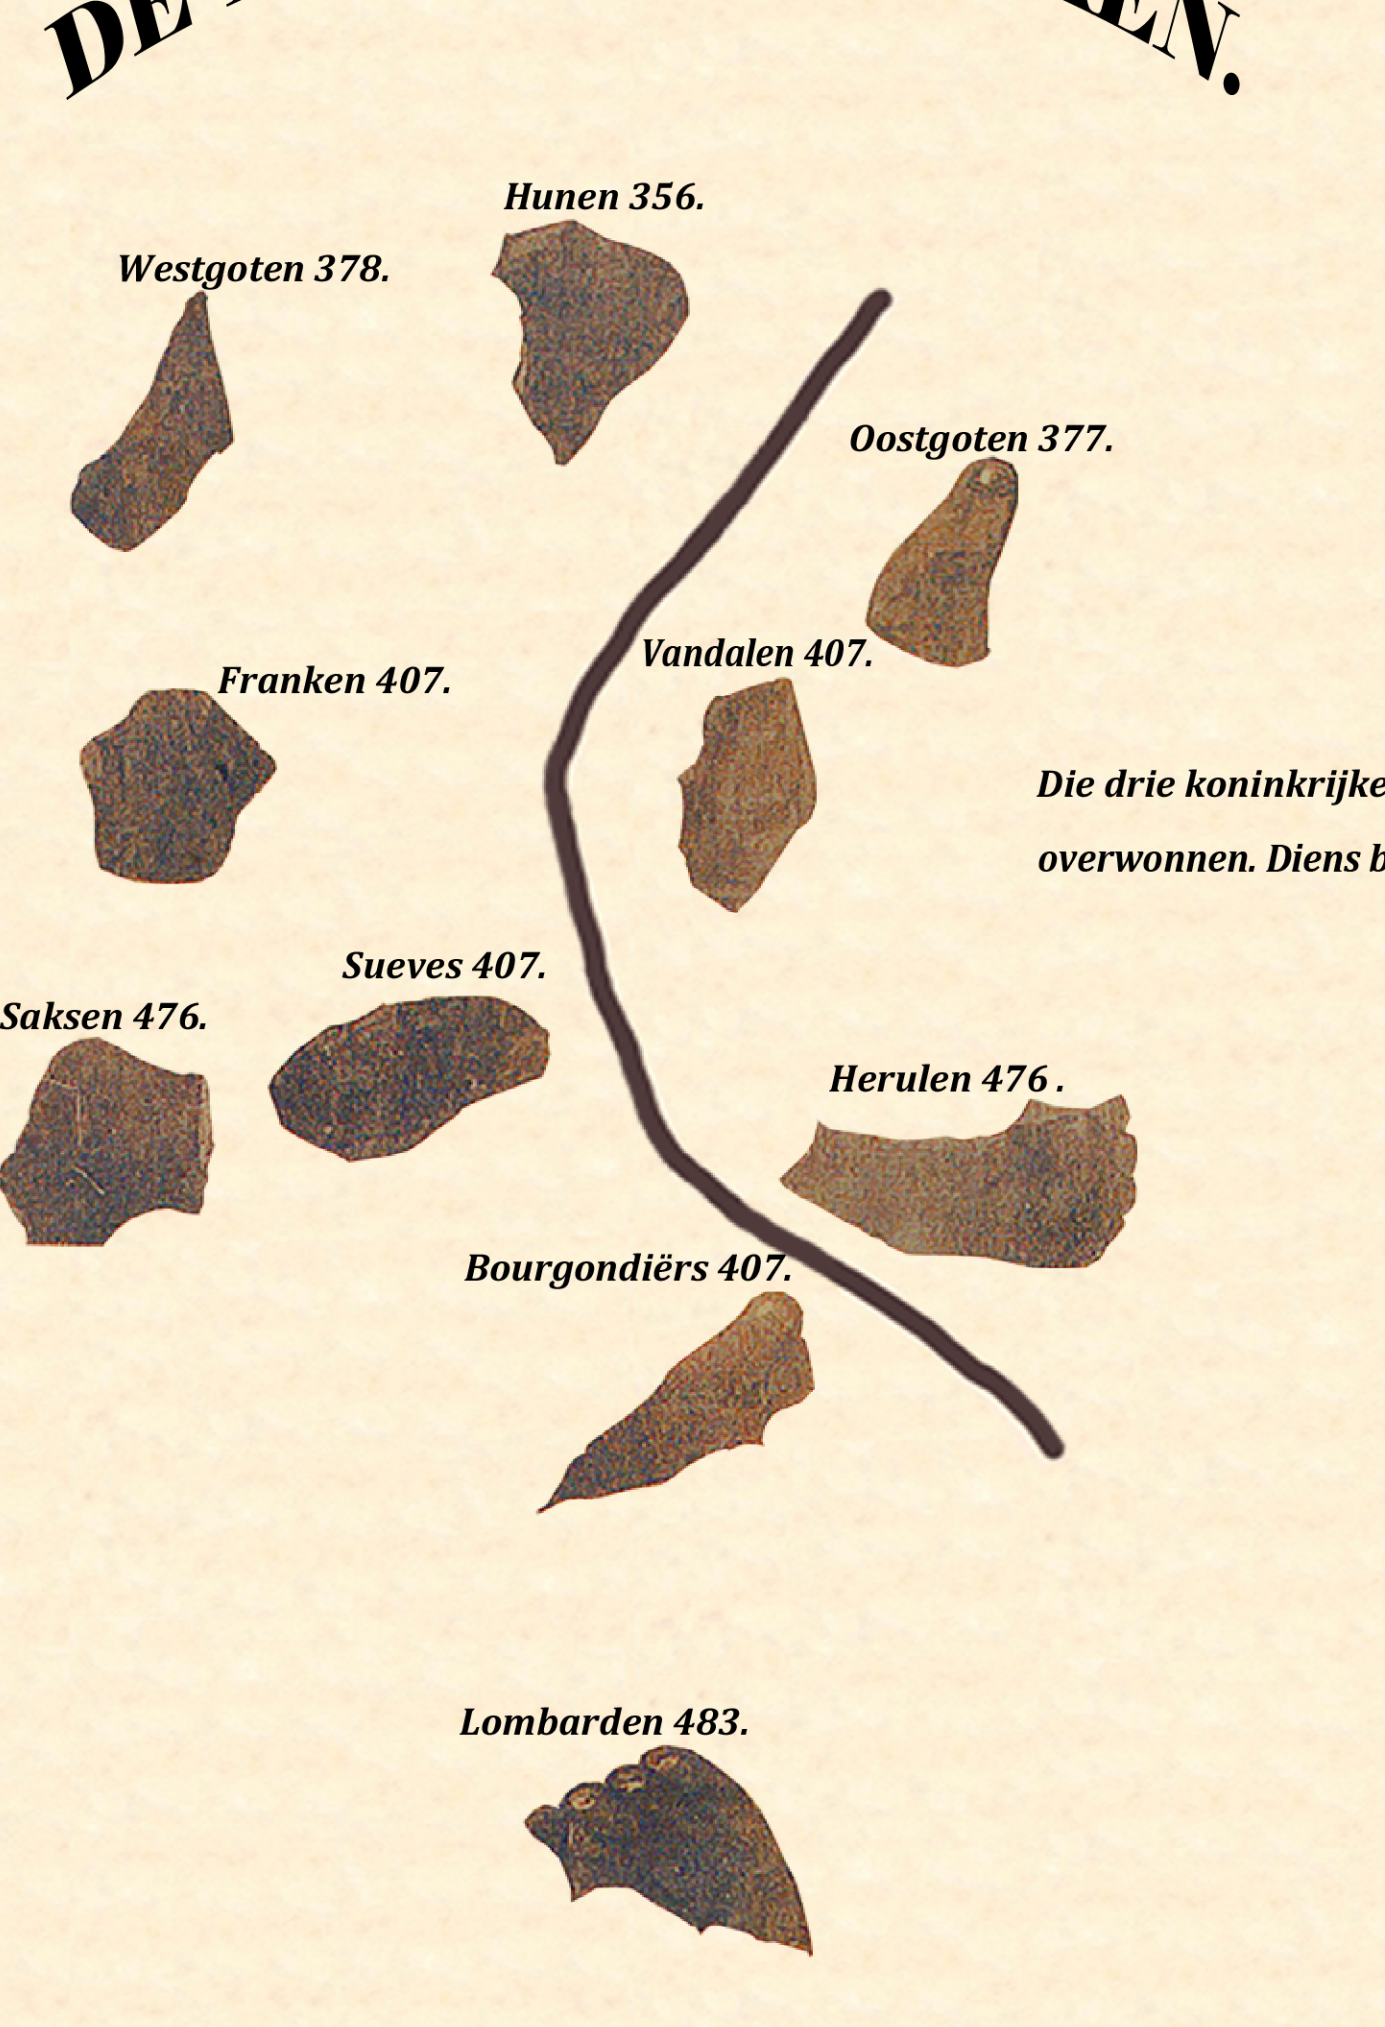 DE
Hunen 356.
Westgoten 378.
Oostgoten 377.
Vandalen 407.
Franken 407.
Die drie koninkrijke
overwonnen. Diens b
Sueves 407.
Saksen 476.
Herulen 476 .
Bourgondiërs 407.
Lombarden 483.